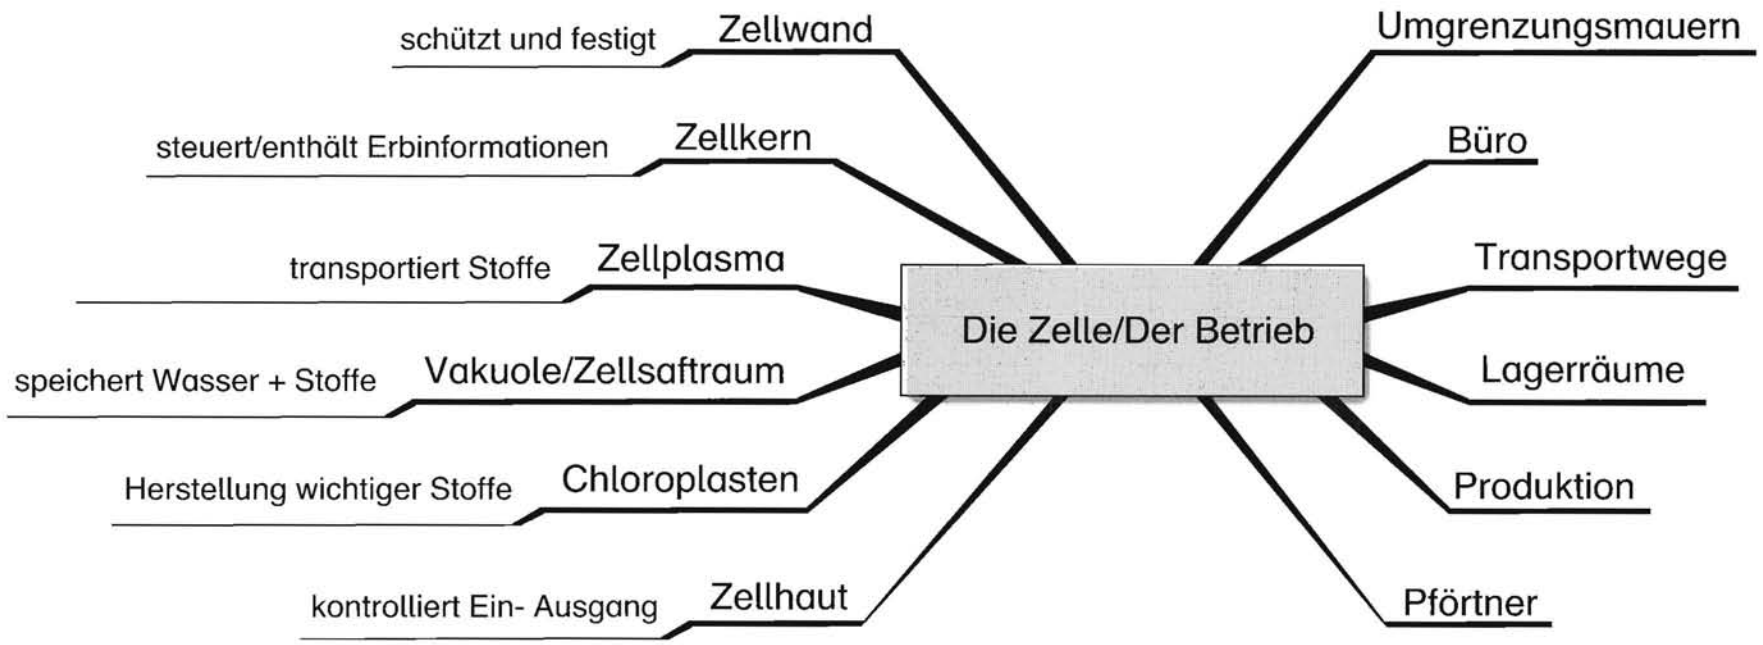 schützt und festigt
Zellwand
Umgrenzungsmauern
steuert/enthält Erbinformationen
Zellkern
Büro
transportiert Stoffe
Zellplasma
Transportwege
Die Zelle/Der Betrieb
speichert Wasser + Stoffe
Vakuole/Zellsaftraum
Lagerräume
Herstellung wichtiger Stoffe
Chloroplasten
Produktion
kontrolliert Ein- Ausgang
Zellhaut
Pförtner